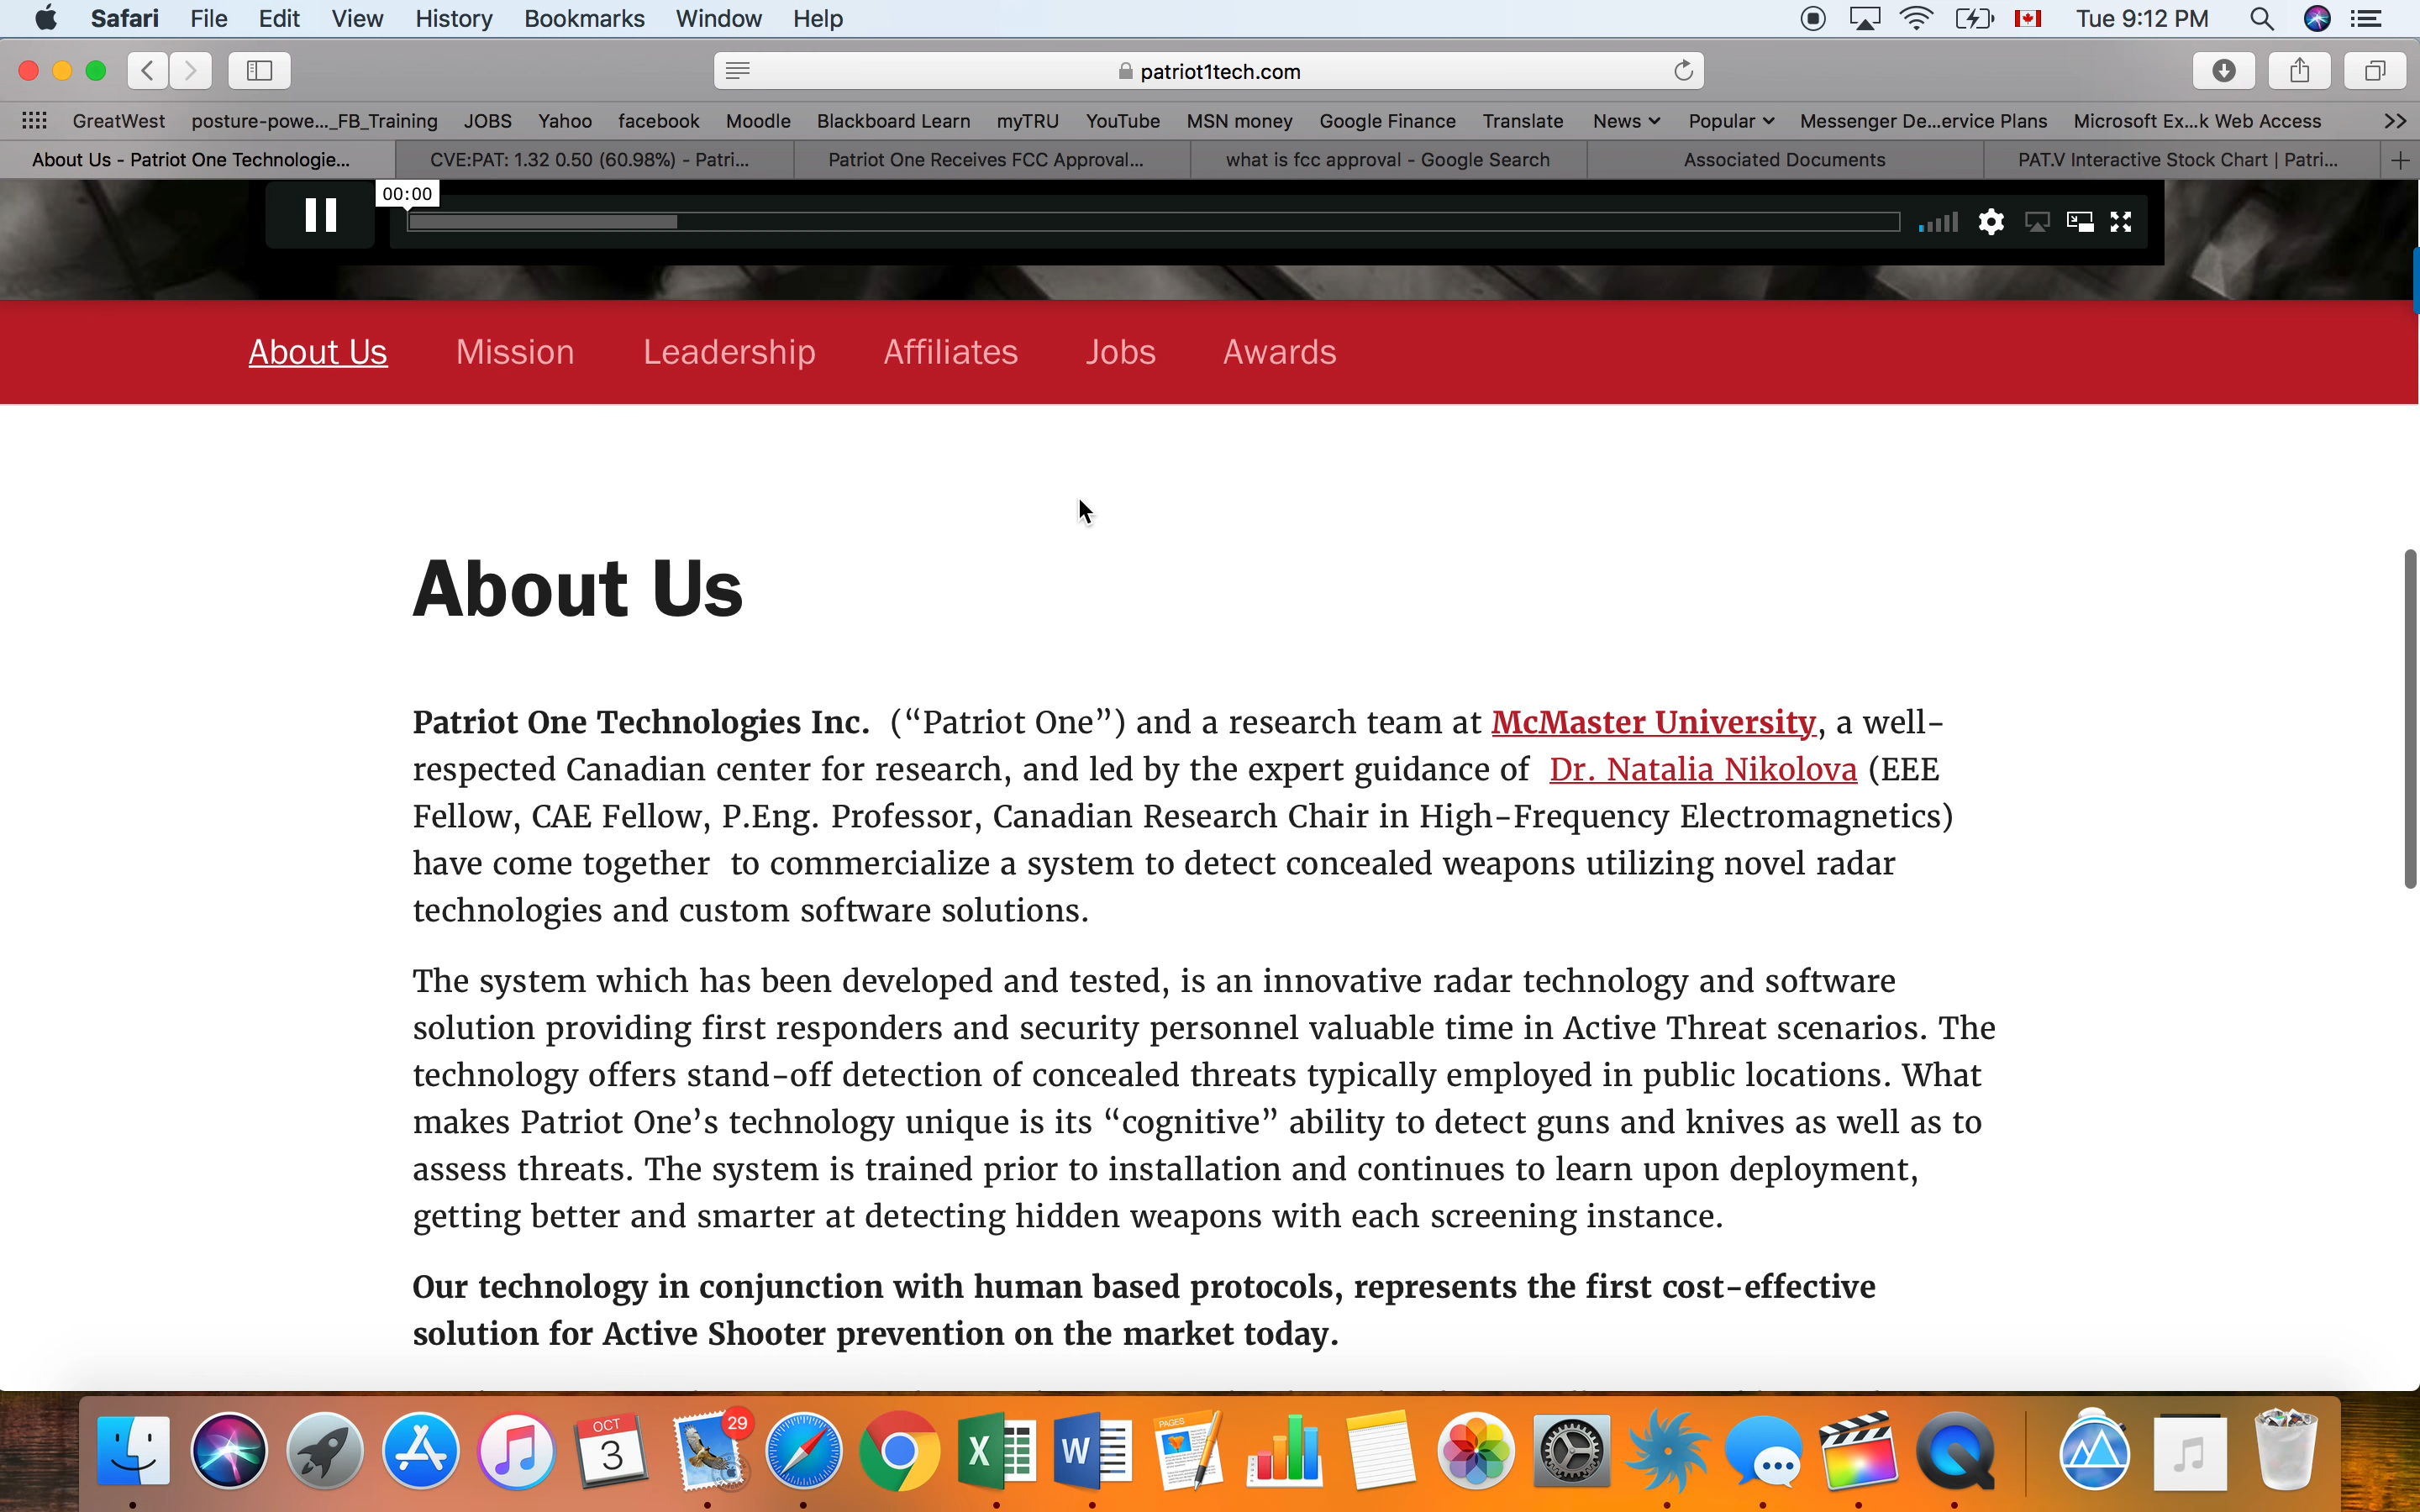 Safari File Edit View History Bookmarks Window Help Tue 9:12 PM
patriot1tech.com
GreatWest posture-powe..._FB_Training JOBS Yahoo facebook Moodle Blackboard Learn myTRU YouTube MSN money Google Finance Translate News Popular Messenger De...ervice Plans Microsoft Ex...k Web Access >>
About Us - Patriot One Technologie... CVE:PAT: 1.32 0.50 (60.98%) - Patri... Patriot One Receives FCC Approval... what is fcc approval - Google Search Associated Documents PAT.V Interactive Stock Chart | Patri... +
00:00
About Us Mission Leadership Affiliates Jobs Awards
About Us
Patriot One Technologies Inc. (“Patriot One”) and a research team at McMaster University, a well-
respected Canadian center for research, and led by the expert guidance of Dr. Natalia Nikolova (EEE
Fellow, CAE Fellow, P.Eng. Professor, Canadian Research Chair in High-Frequency Electromagnetics)
have come together to commercialize a system to detect concealed weapons utilizing novel radar
technologies and custom software solutions.
The system which has been developed and tested, is an innovative radar technology and software
solution providing first responders and security personnel valuable time in Active Threat scenarios. The
technology offers stand-off detection of concealed threats typically employed in public locations. What
makes Patriot One’s technology unique is its “cognitive” ability to detect guns and knives as well as to
assess threats. The system is trained prior to installation and continues to learn upon deployment,
getting better and smarter at detecting hidden weapons with each screening instance.
Our technology in conjunction with human based protocols, represents the first cost-effective
solution for Active Shooter prevention on the market today.
OCT
3
29
X
W
PAGES